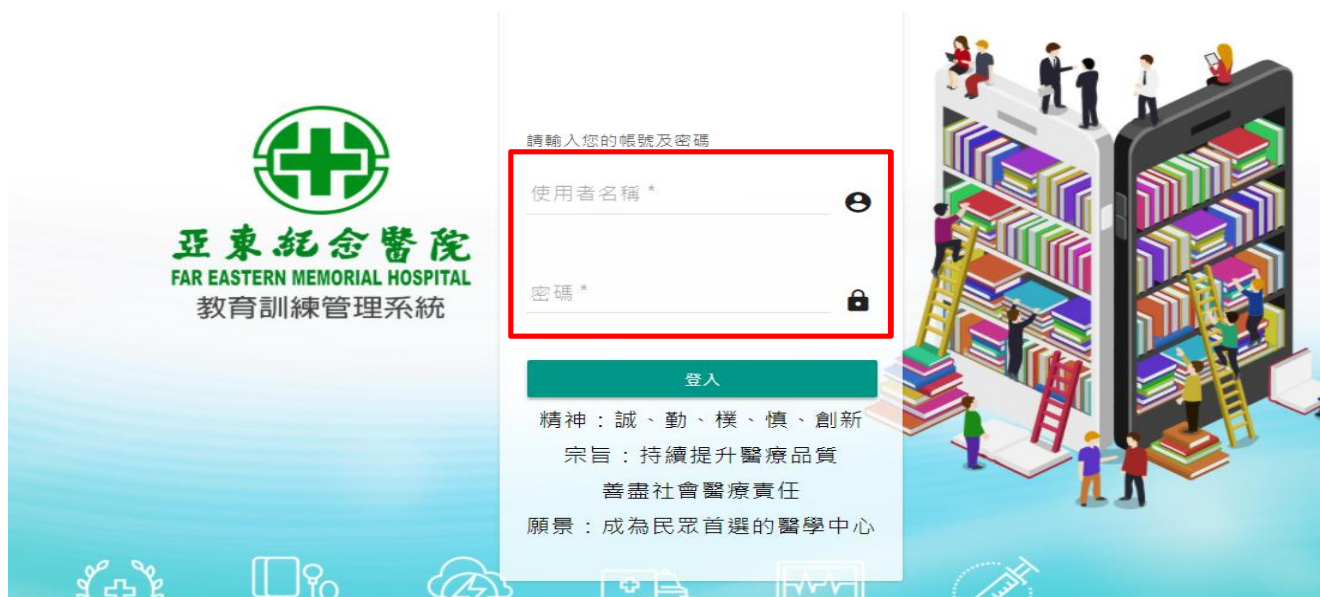 亞東紀念醫院
FAR EASTERN MEMORIAL HOSPITAL
教育訓練管理系統
請輸入您的帳號及密碼
使用者名稱 *
密碼 *
登入
精神：誠、勤、樸、慎、創新
宗旨：持續提升醫療品質
善盡社會醫療責任
願景：成為民眾首選的醫學中心